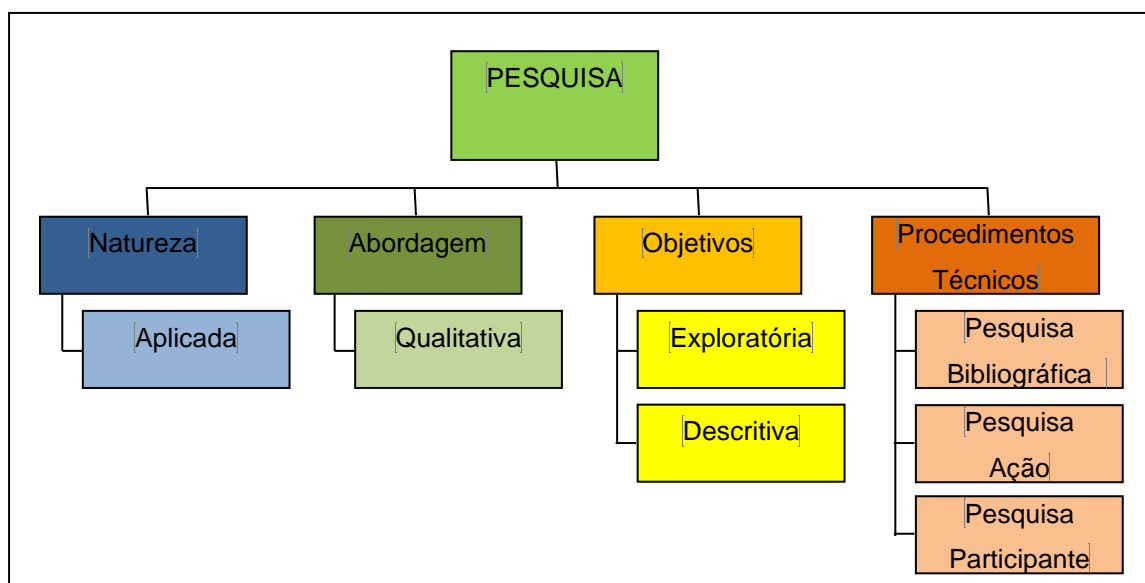 PESQUISA
Natureza
Abordagem
Objetivos
Procedimentos
Técnicos
Aplicada
Qualitativa
Exploratória
Descritiva
Pesquisa
Bibliográfica
Pesquisa
Ação
Pesquisa
Participante